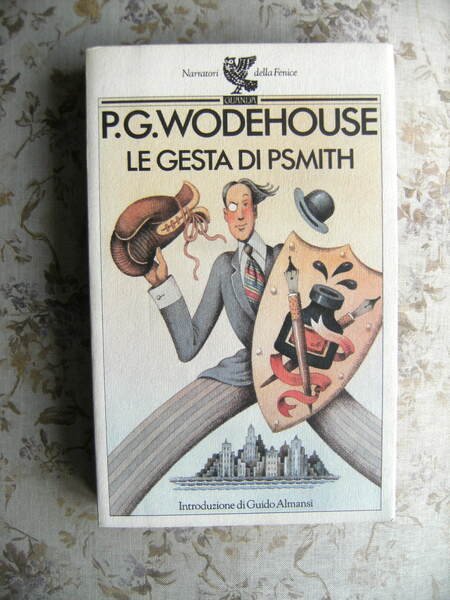 Narratori della Fenice
GUANDA
P.G.WODEHOUSE
LE GESTA DI PSMITH
Introduzione di Guido Almansi